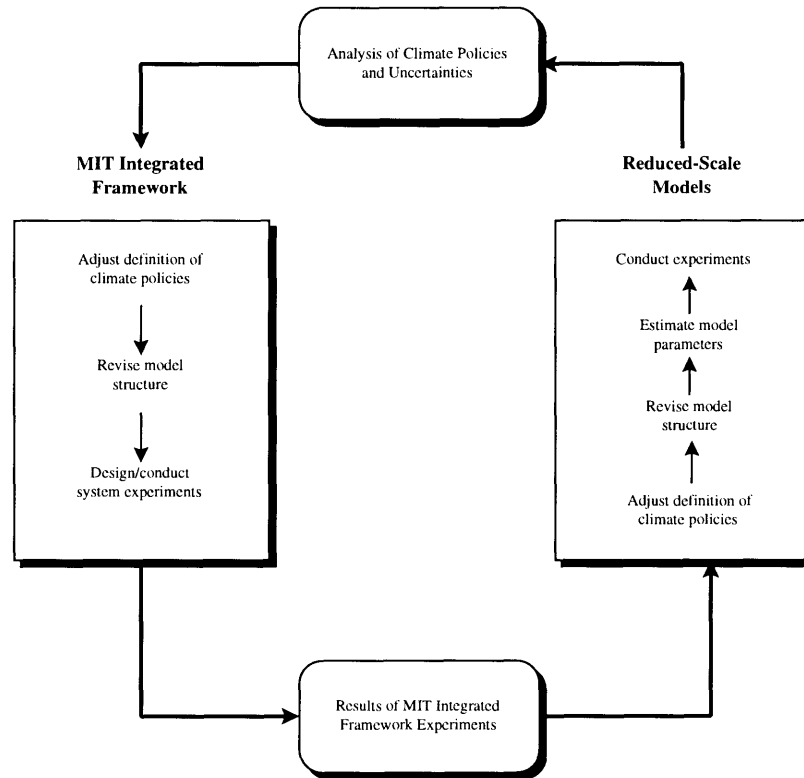 Analysis of Climate Policies
and Uncertainties
MIT Integrated
Framework
Adjust definition of
climate policies
Revise model
structure
Design/conduct
system experiments
Reduced-Scale
Models
Conduct experiments
Estimate model
parameters
Revise model
structure
Adjust definition of
climate policies
Results of MIT Integrated
Framework Experiments